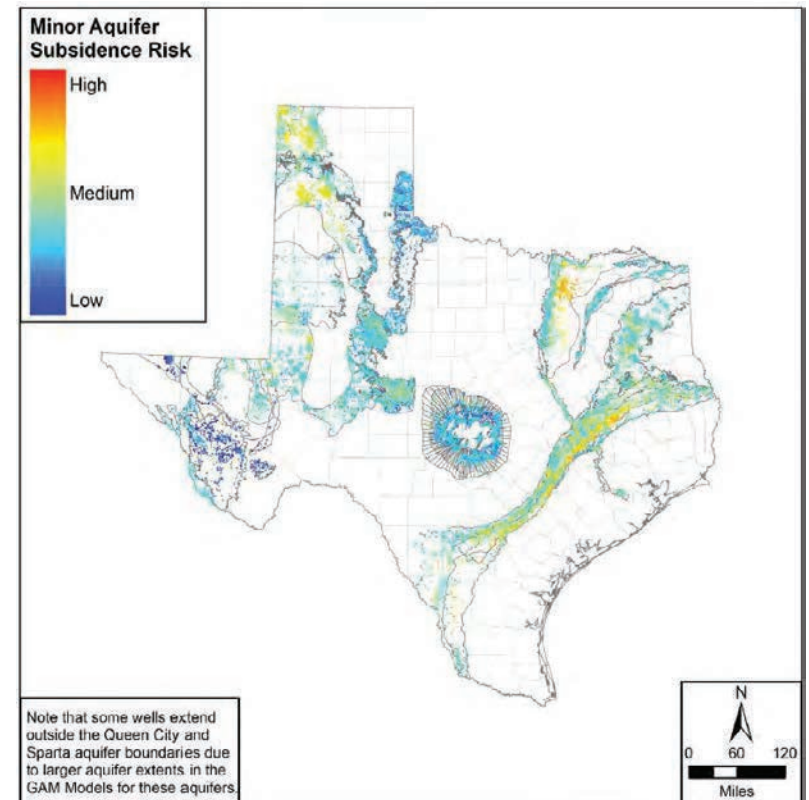 Minor Aquifer
Subsidence Risk
High
Medium
Low
Note that some wells extend
outside the Queen City and
Sparta aquifer boundaries due
to larger aquifer extents in the
GAM Models for these aquifers.
N
0 60 120
Miles